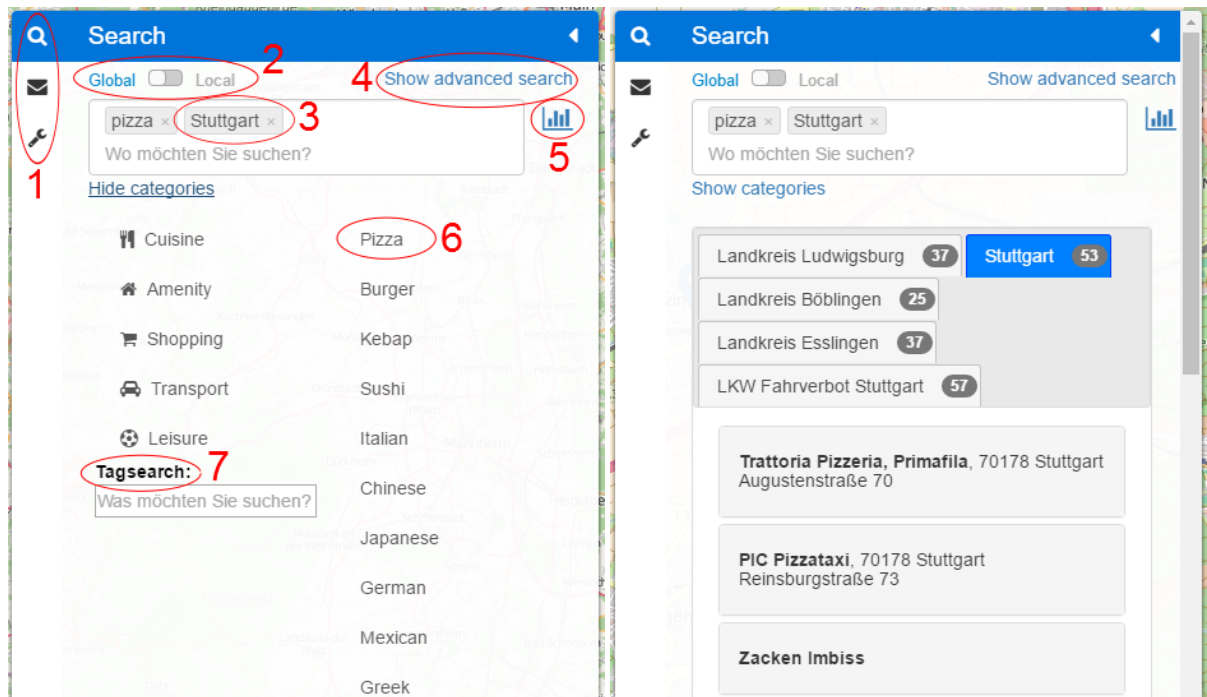 Search
2
Global Local
4 Show advanced search
pizza × Stuttgart × 3
Wo möchten Sie suchen?
5
1
Hide categories
Cuisine
Pizza 6
Amenity
Burger
Shopping
Kebap
Transport
Sushi
Leisure
Italian
Tagsearch: 7
Was möchten Sie suchen?
Chinese
Japanese
German
Mexican
Greek
Search
Global Local
Show advanced search
pizza × Stuttgart ×
Wo möchten Sie suchen?
Show categories
Landkreis Ludwigsburg 37 Stuttgart 53
Landkreis Böblingen 25
Landkreis Esslingen 37
LKW Fahrverbot Stuttgart 57
Trattoria Pizzeria, Primafila, 70178 Stuttgart
Augustenstraße 70
PIC Pizzataxi, 70178 Stuttgart
Reinsburgstraße 73
Zacken Imbiss